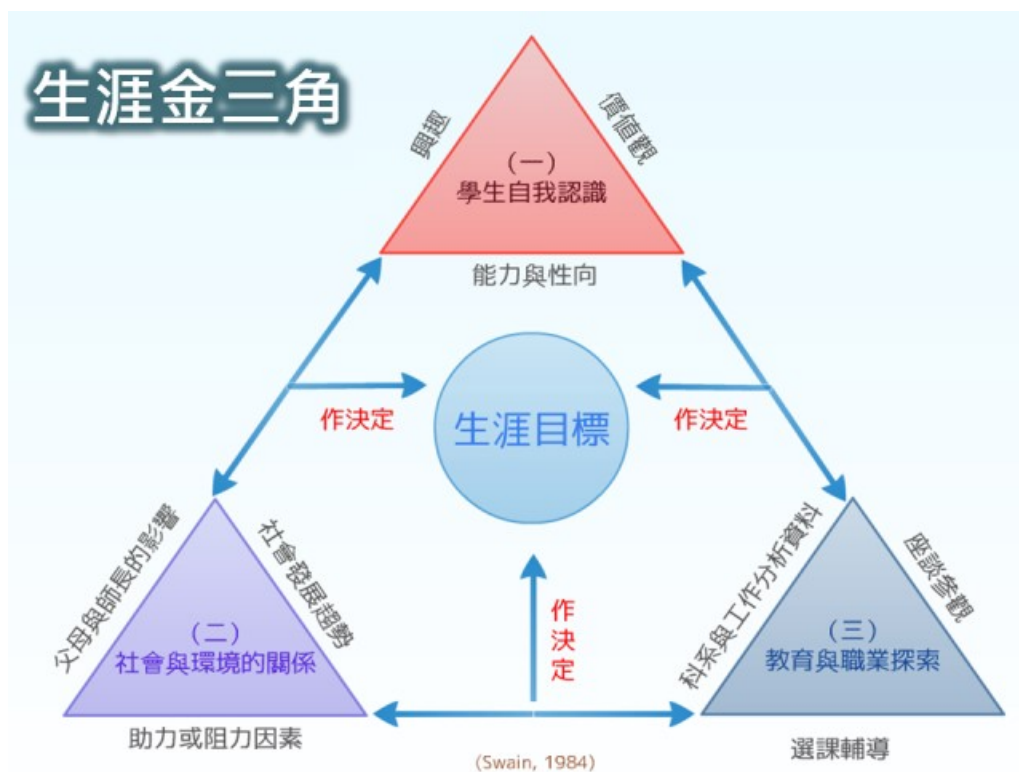 生涯金三角
興趣
價值觀
（一）
學生自我認識
能力與性向
作決定
生涯目標
作決定
父母與師長的影響
社會發展趨勢
（二）
社會與環境的關係
助力或阻力因素
作決定
科系與工作分析資料
座談參觀
（三）
教育與職業探索
選課輔導
(Swain, 1984)